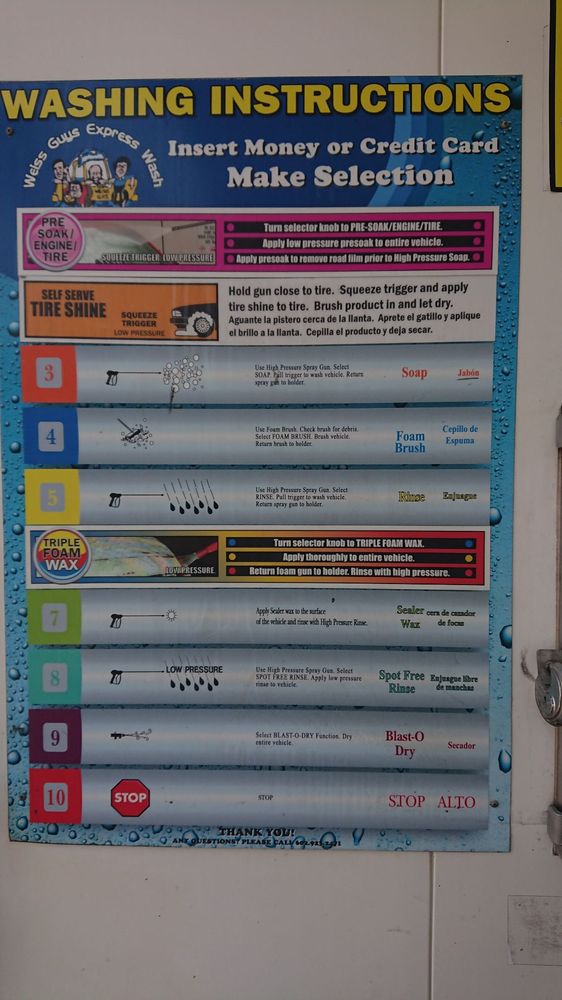 WASHING INSTRUCTIONS
Weiss Guys Express Wash
Insert Money or Credit Card
Make Selection
PRE
SOAK/
ENGINE/
TIRE
SQUEEZE TRIGGER LOW PRESSURE
Turn selector knob to PRE-SOAK/ENGINE/TIRE.
Apply low pressure presoak to entire vehicle.
Apply presoak to remove road film prior to High Pressure Soap.
SELF SERVE
TIRE SHINE
SQUEEZE
TRIGGER
LOW PRESSURE
Hold gun close to tire. Squeeze trigger and apply
tire shine to tire. Brush product in and let dry.
Aguante la pistero cerca de la llanta. Aprete el gatillo y aplique
el brillo a la llanta. Cepilla el producto y deja secar.
3
Use High Pressure Spray Gun. Select
SOAP. Pull trigger to wash vehicle. Return
spray gun to holder.
Soap Jabón
4
Use Foam Brush. Check brush for debris.
Select FOAM BRUSH. Brush vehicle.
Return brush to holder.
Foam
Brush
Cepillo de
Espuma
5
Use High Pressure Spray Gun. Select
RINSE. Pull trigger to wash vehicle.
Return spray gun to holder.
Rinse Enjuague
TRIPLE
FOAM
WAX
LOW PRESSURE
Turn selector knob to TRIPLE FOAM WAX.
Apply thoroughly to entire vehicle.
Return foam gun to holder. Rinse with high pressure.
7
Apply Sealer wax to the surface
of the vehicle and rinse with High Pressure Rinse.
Sealer
Wax
cera de cazador
de focas
8
LOW PRESSURE
Use High Pressure Spray Gun. Select
SPOT FREE RINSE. Apply low pressure
rinse to vehicle.
Spot Free
Rinse
Enjuague libre
de manchas
9
Select BLAST-O-DRY Function. Dry
entire vehicle.
Blast-O
Dry
Secador
10
STOP
STOP
STOP ALTO
THANK YOU!
ANY QUESTIONS? PLEASE CALL